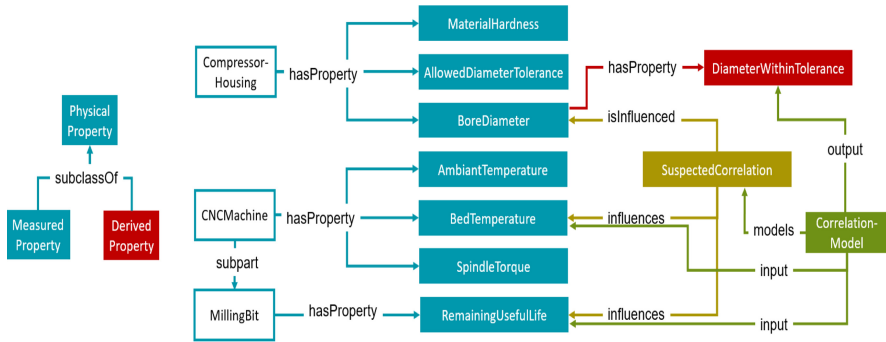 MaterialHardness
Compressor-
Housing
hasProperty
AllowedDiameterTolerance
hasProperty
DiameterWithinTolerance
BoreDiameter
isInfluenced
Physical
Property
subclassOf
Measured
Property
Derived
Property
AmbiantTemperature
SuspectedCorrelation
output
CNCMachine
hasProperty
BedTemperature
influences
models
Correlation-
Model
subpart
SpindleTorque
input
MillingBit
hasProperty
RemainingUsefulLife
influences
input